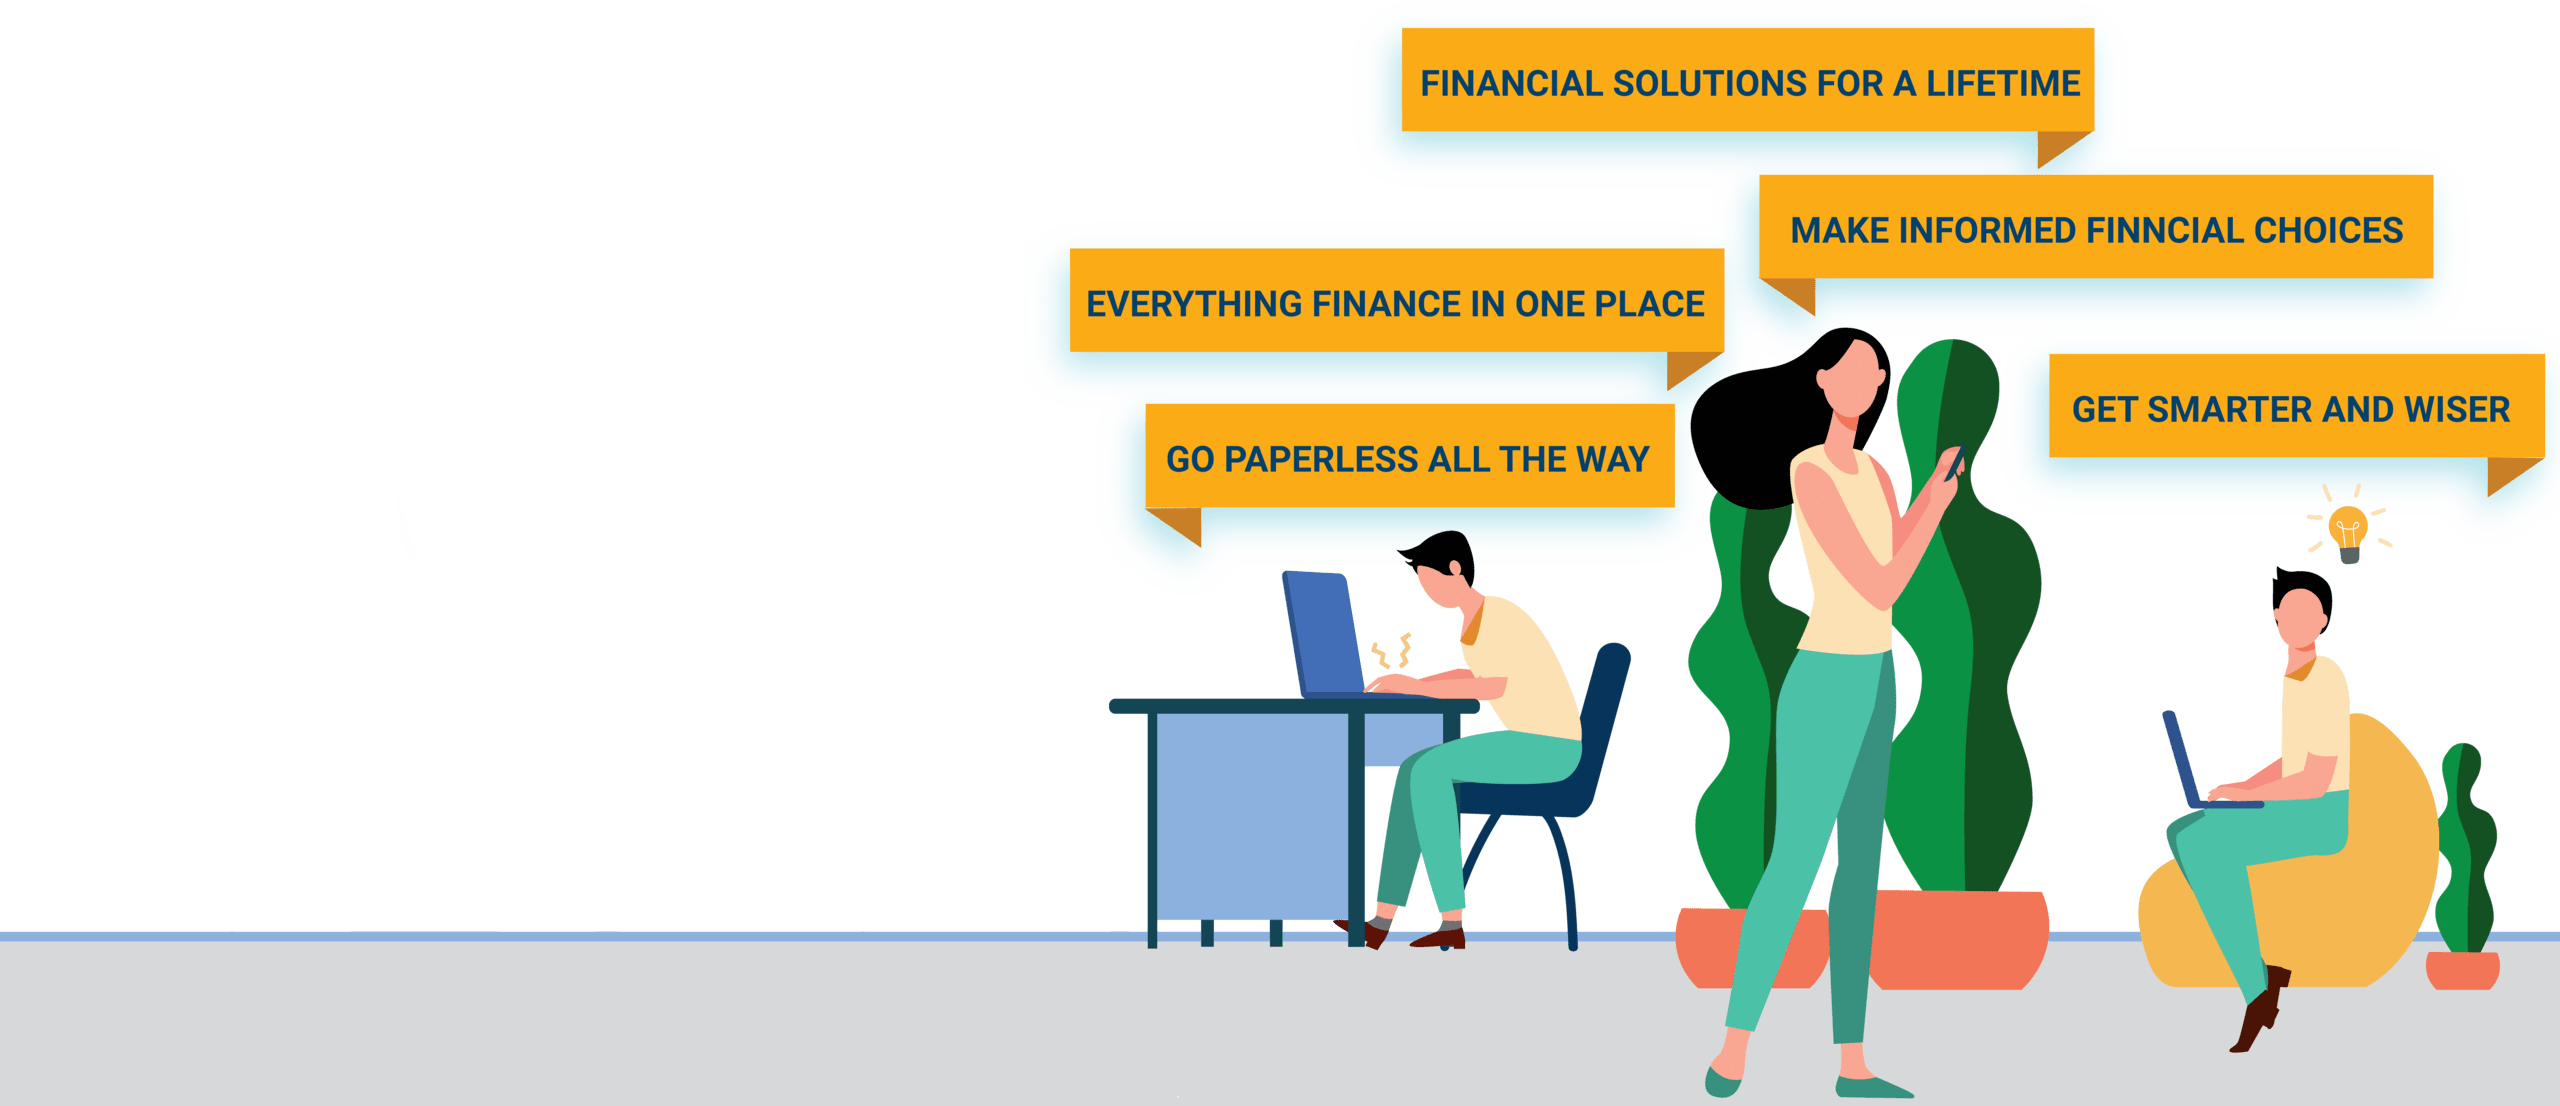 FINANCIAL SOLUTIONS FOR A LIFETIME
MAKE INFORMED FINNCIAL CHOICES
EVERYTHING FINANCE IN ONE PLACE
GET SMARTER AND WISER
GO PAPERLESS ALL THE WAY